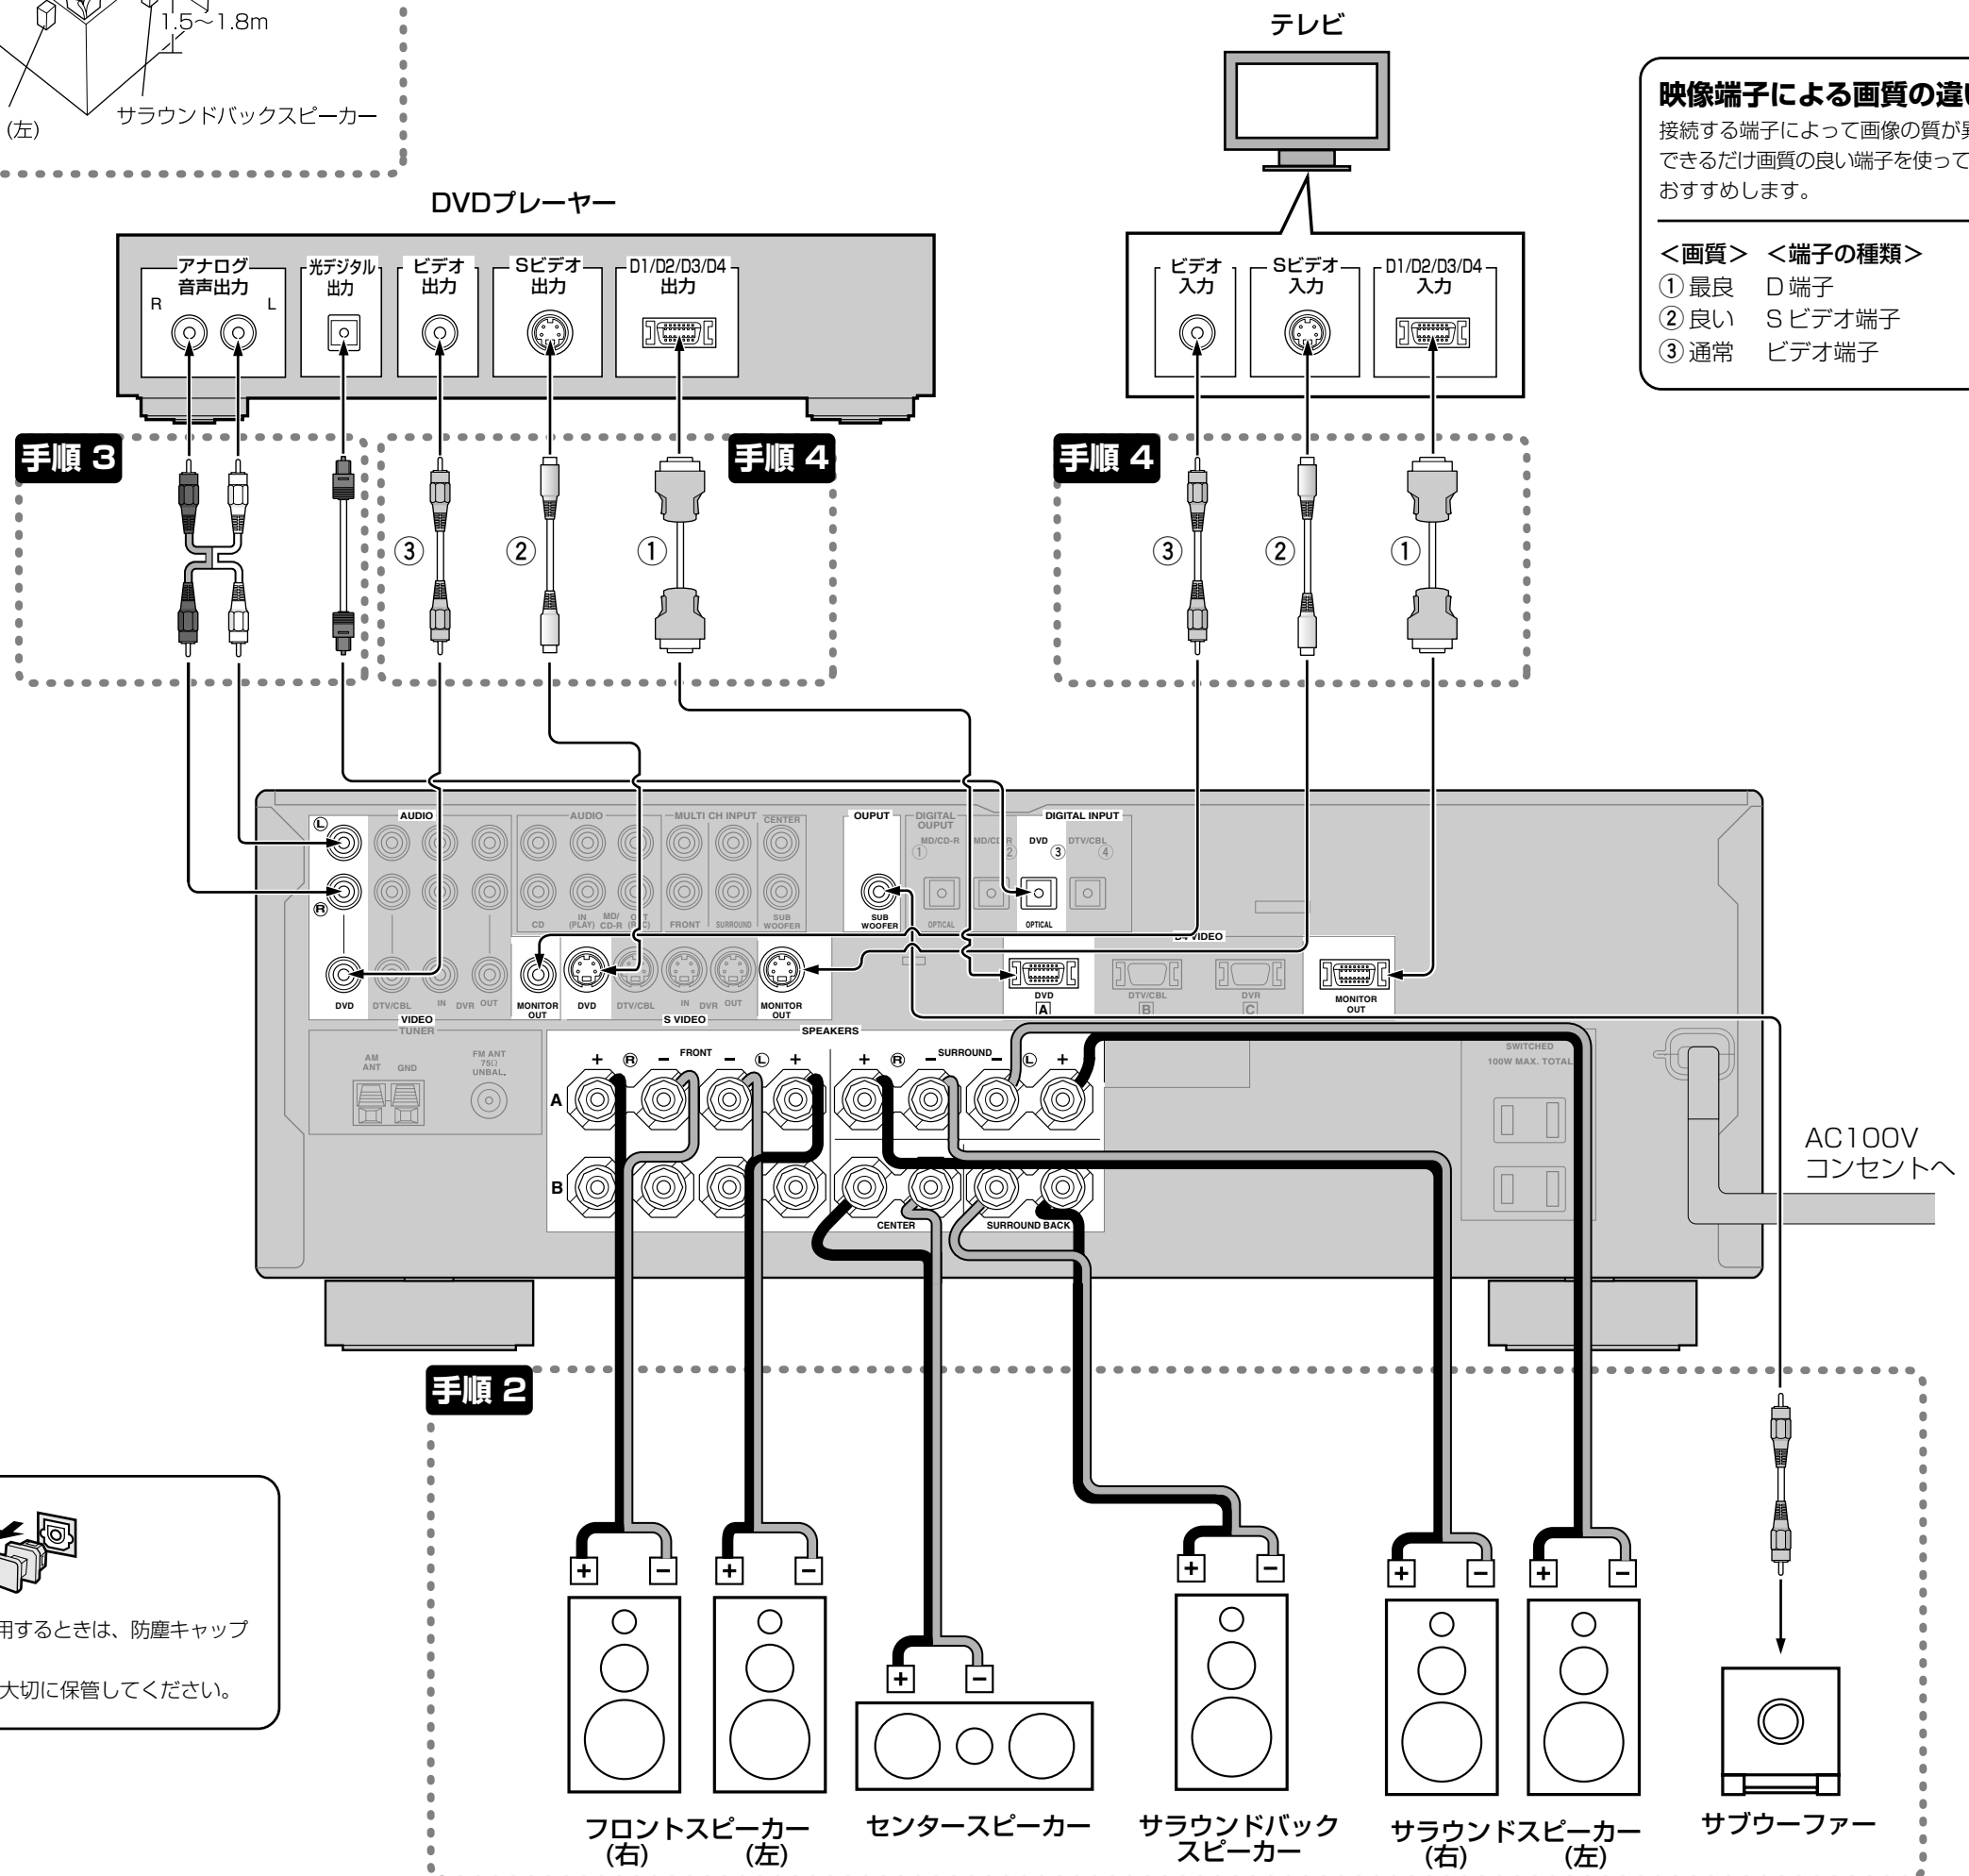 1.5〜1.8m
サラウンドバックスピーカー
(左)
テレビ
映像端子による画質の違い
接続する端子によって画像の質が異
できるだけ画質の良い端子を使って
おすすめします。
<画質> <端子の種類>
① 最良 D 端子
② 良い S ビデオ端子
③ 通常 ビデオ端子
DVDプレーヤー
アナログ
音声出力
R L
光デジタル
出力
ビデオ
出力
Sビデオ
出力
D1/D2/D3/D4
出力
ビデオ
入力
Sビデオ
入力
D1/D2/D3/D4
入力
手順 3
手順 4
手順 4
③ ② ①
③ ② ①
AUDIO
AUDIO
MULTI CH INPUT
CENTER
OUPUT
DIGITAL
OUPUT
DIGITAL INPUT
MD/CD-R
①
MD/CD-R
②
DVD
③
DTV/CBL
④
L
R
CD
IN
(PLAY)
MD/
CD-R
OUT
(REC)
FRONT
SURROUND
SUB
WOOFER
SUB
WOOFER
OPTICAL
OPTICAL
D4 VIDEO
DVD
DTV/CBL
IN
DVR
OUT
MONITOR
OUT
DVD
DTV/CBL
IN
DVR
OUT
MONITOR
OUT
DVD
A
DTV/CBL
B
DVR
C
MONITOR
OUT
VIDEO
S VIDEO
TUNER
AM
ANT
GND
FM ANT
75Ω
UNBAL.
SPEAKERS
+ R − FRONT − L +
+ R − SURROUND − L +
A
B
CENTER
SURROUND BACK
SWITCHED
100W MAX. TOTAL
AC100V
コンセントへ
手順 2
用するときは、防塵キャップ
大切に保管してください。
+ −
+ −
+ −
+ −
+ −
+ −
フロントスピーカー
(右) (左)
センタースピーカー
サラウンドバック
スピーカー
サラウンドスピーカー
(右) (左)
サブウーファー